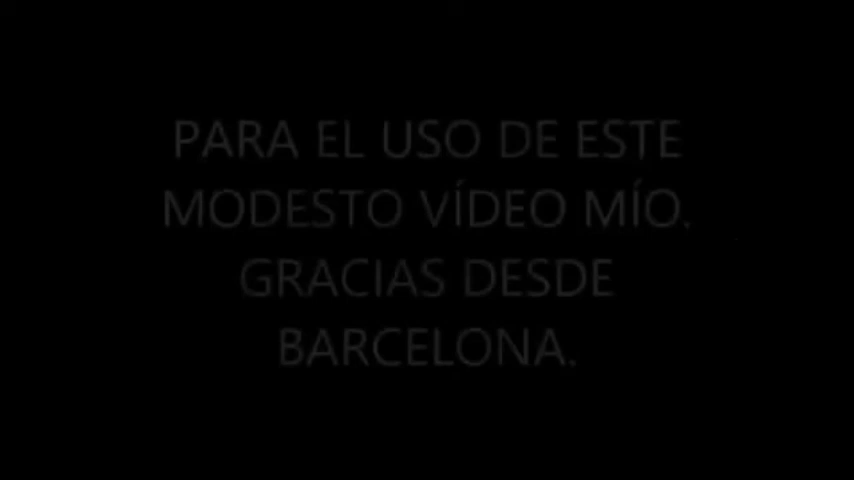 PARA EL USO DE ESTE
MODESTO VÍDEO MÍO.
GRACIAS DESDE
BARCELONA.